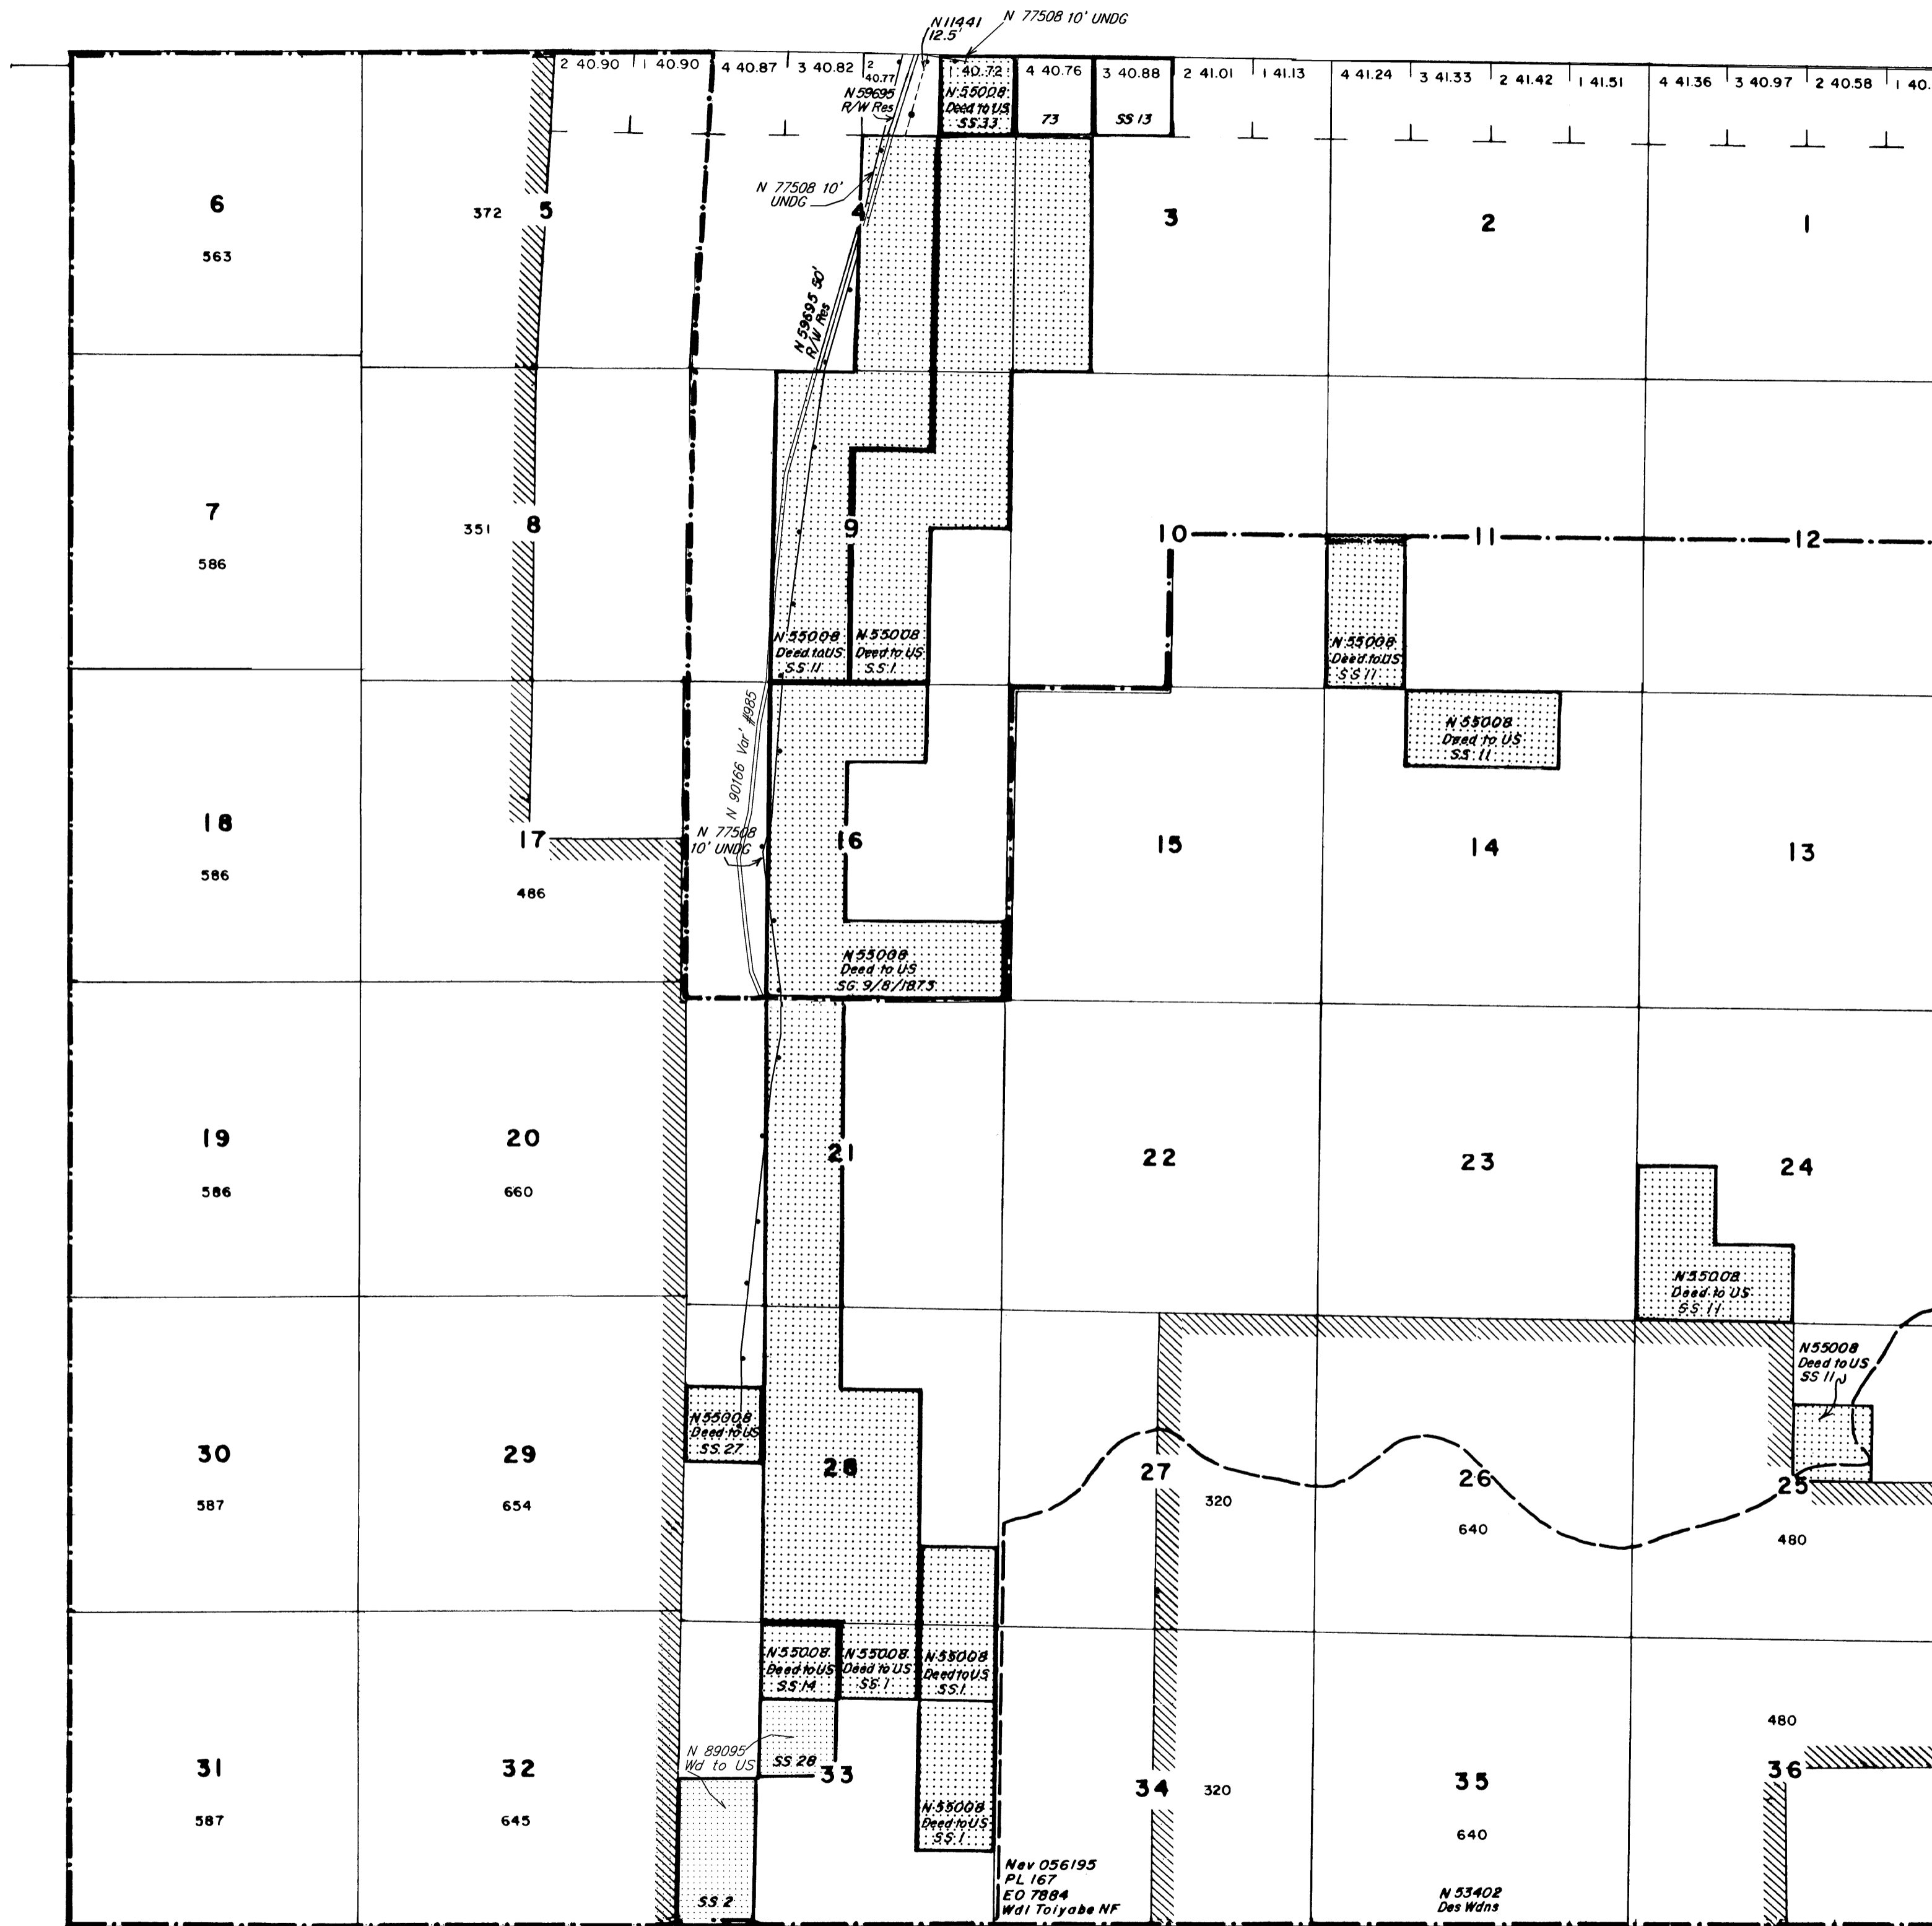 N 11441
12.5'
N 77508 10' UNDG
2 40.90
1 40.90
4 40.87
3 40.82
2
40.77
1 40.72
4 40.76
3 40.88
2 41.01
1 41.13
4 41.24
3 41.33
2 41.42
1 41.51
4 41.36
3 40.97
2 40.58
1 40.
N 59695
R/W Res
N 55008
Deed to US
SS 33
73
SS 13
N 77508 10'
UNDG
6
563
372
5
4
3
2
1
N 59695 50'
R/W Res
7
586
351
8
9
10
11
12
N 55008
Deed to US
SS 11
N 55008
Deed to US
SS 1
N 55008
Deed to US
SS 11
N 90166 Var' #985
N 55008
Deed to US
SS 11
18
586
17
486
N 77508
10' UNDG
16
15
14
13
N 55008
Deed to US
SG 9/8/1873
19
586
20
660
21
22
23
24
N 55008
Deed to US
SS 11
N 55008
Deed to US
SS 11
N 55008
Deed to US
SS 27
30
587
29
654
28
27
320
26
640
25
480
N 55008
Deed to US
SS 14
N 55008
Deed to US
SS 1
N 55008
Deed to US
SS 1
N 89095
Wd to US
SS 28
31
587
32
645
33
34
320
35
640
480
36
N 55008
Deed to US
SS 1
SS 2
Nev 056195
PL 167
EO 7884
Wdl Toiyabe NF
N 53402
Des Wdns